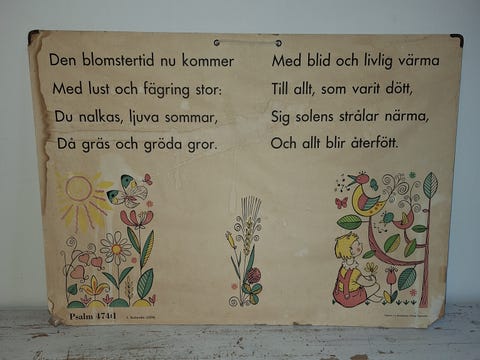 Den blomstertid nu kommer
Med lust och fägring stor:
Du nalkas, ljuva sommar,
Då gräs och gröda gror.
Med blid och livlig värma
Till allt, som varit dött,
Sig solens strålar närma,
Och allt blir återfött.
Psalm 474:1